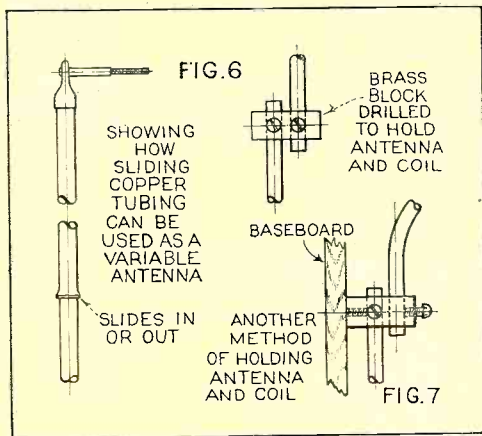 FIG.6
SHOWING
HOW
SLIDING
COPPER
TUBING
CAN BE
USED AS A
VARIABLE
ANTENNA
SLIDES IN
OR OUT
BRASS
BLOCK
DRILLED
TO HOLD
ANTENNA
AND COIL
BASEBOARD
ANOTHER
METHOD
OF HOLDING
ANTENNA
AND COIL
FIG.7